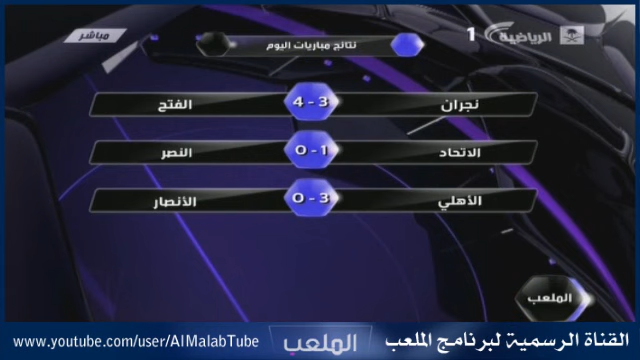 مباشر
الرياضية 1
نتائج مباريات اليوم
نجران 3 - 4 الفتح
الاتحاد 1 - 0 النصر
الأهلي 3 - 0 الأنصار
الملعب
القناة الرسمية لبرنامج الملعب الملعب www.youtube.com/user/AlMalabTube